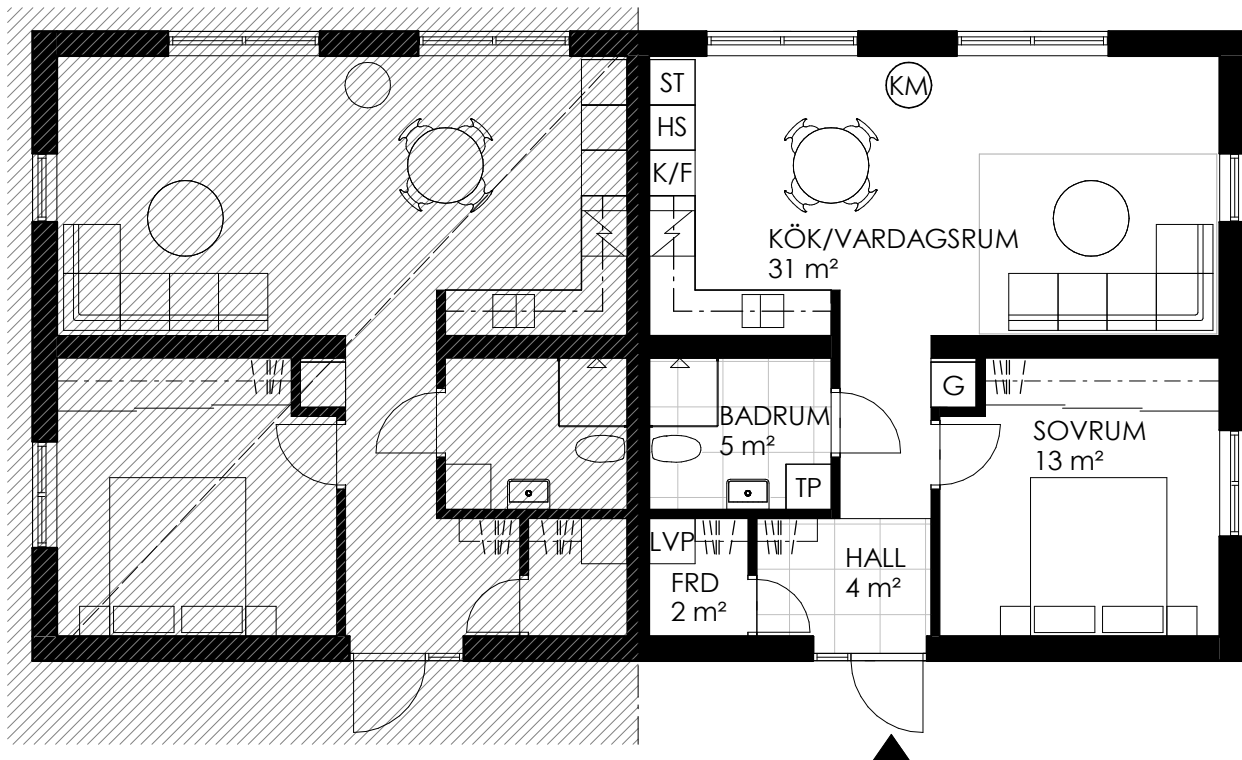 ST
KM
HS
K/F
KÖK/VARDAGSRUM
31 m²
G
BADRUM
5 m²
SOVRUM
13 m²
TP
LVP
HALL
4 m²
FRD
2 m²